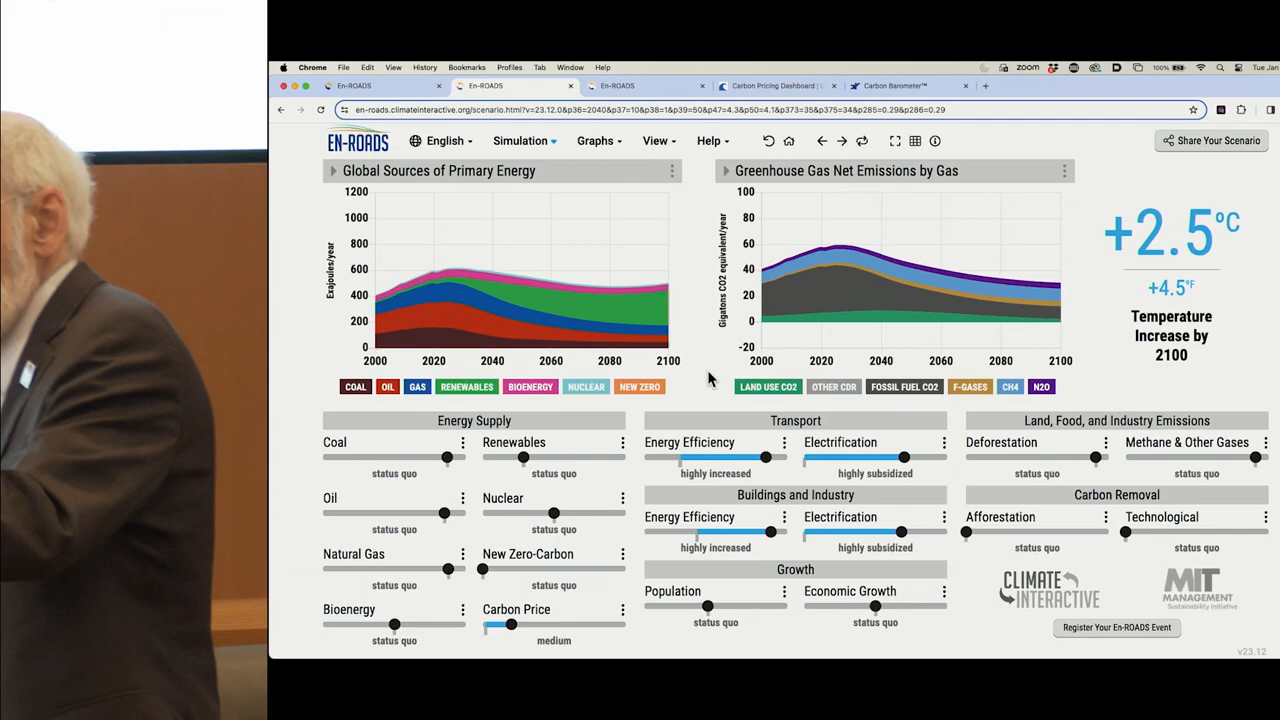 Chrome File Edit View History Bookmarks Profiles Tab Window Help
zoom 100% Tue Jan
En-ROADS
En-ROADS
En-ROADS
Carbon Pricing Dashboard |
Carbon Barometer™
en-roads.climateinteractive.org/scenario.html?v=23.12.0&p36=2040&p37=10&p38=1&p39=50&p47=4.3&p50=4.1&p373=35&p375=34&p285=0.29&p286=0.29
EN-ROADS
English Simulation Graphs View Help
Share Your Scenario
Global Sources of Primary Energy
Exajoules/year
1200
1000
800
600
400
200
0
2000 2020 2040 2060 2080 2100
COAL OIL GAS RENEWABLES BIOENERGY NUCLEAR NEW ZERO
Greenhouse Gas Net Emissions by Gas
Gigatons CO2 equivalent/year
100
80
60
40
20
0
-20
2000 2020 2040 2060 2080 2100
LAND USE CO2 OTHER CDR FOSSIL FUEL CO2 F-GASES CH4 N2O
+2.5°C
+4.5°F
Temperature
Increase by
2100
Energy Supply
Coal
status quo
Renewables
status quo
Oil
status quo
Nuclear
status quo
Natural Gas
status quo
New Zero-Carbon
status quo
Bioenergy
status quo
Carbon Price
medium
Transport
Energy Efficiency
highly increased
Electrification
highly subsidized
Buildings and Industry
Energy Efficiency
highly increased
Electrification
highly subsidized
Growth
Population
status quo
Economic Growth
status quo
Land, Food, and Industry Emissions
Deforestation
status quo
Methane & Other Gases
status quo
Carbon Removal
Afforestation
status quo
Technological
status quo
CLIMATE
INTERACTIVE
MIT
MANAGEMENT
Sustainability Initiative
Register Your En-ROADS Event
v23.12